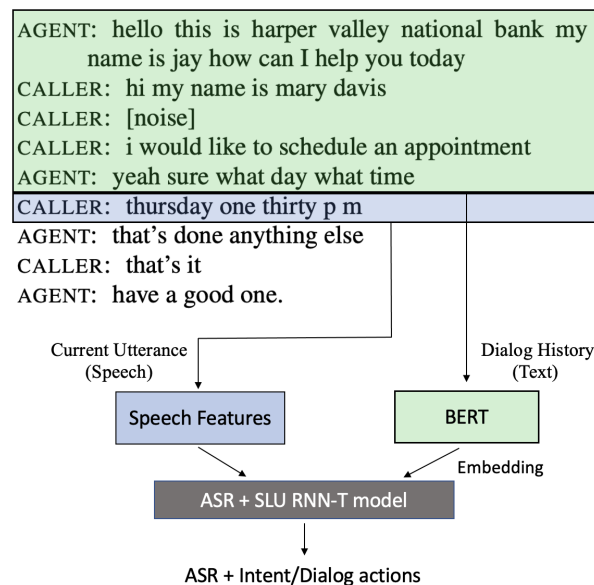 AGENT: hello this is harper valley national bank my
name is jay how can I help you today
CALLER: hi my name is mary davis
CALLER: [noise]
CALLER: i would like to schedule an appointment
AGENT: yeah sure what day what time
CALLER: thursday one thirty p m
AGENT: that's done anything else
CALLER: that's it
AGENT: have a good one.
Current Utterance
(Speech)
Dialog History
(Text)
Speech Features
BERT
Embedding
ASR + SLU RNN-T model
ASR + Intent/Dialog actions